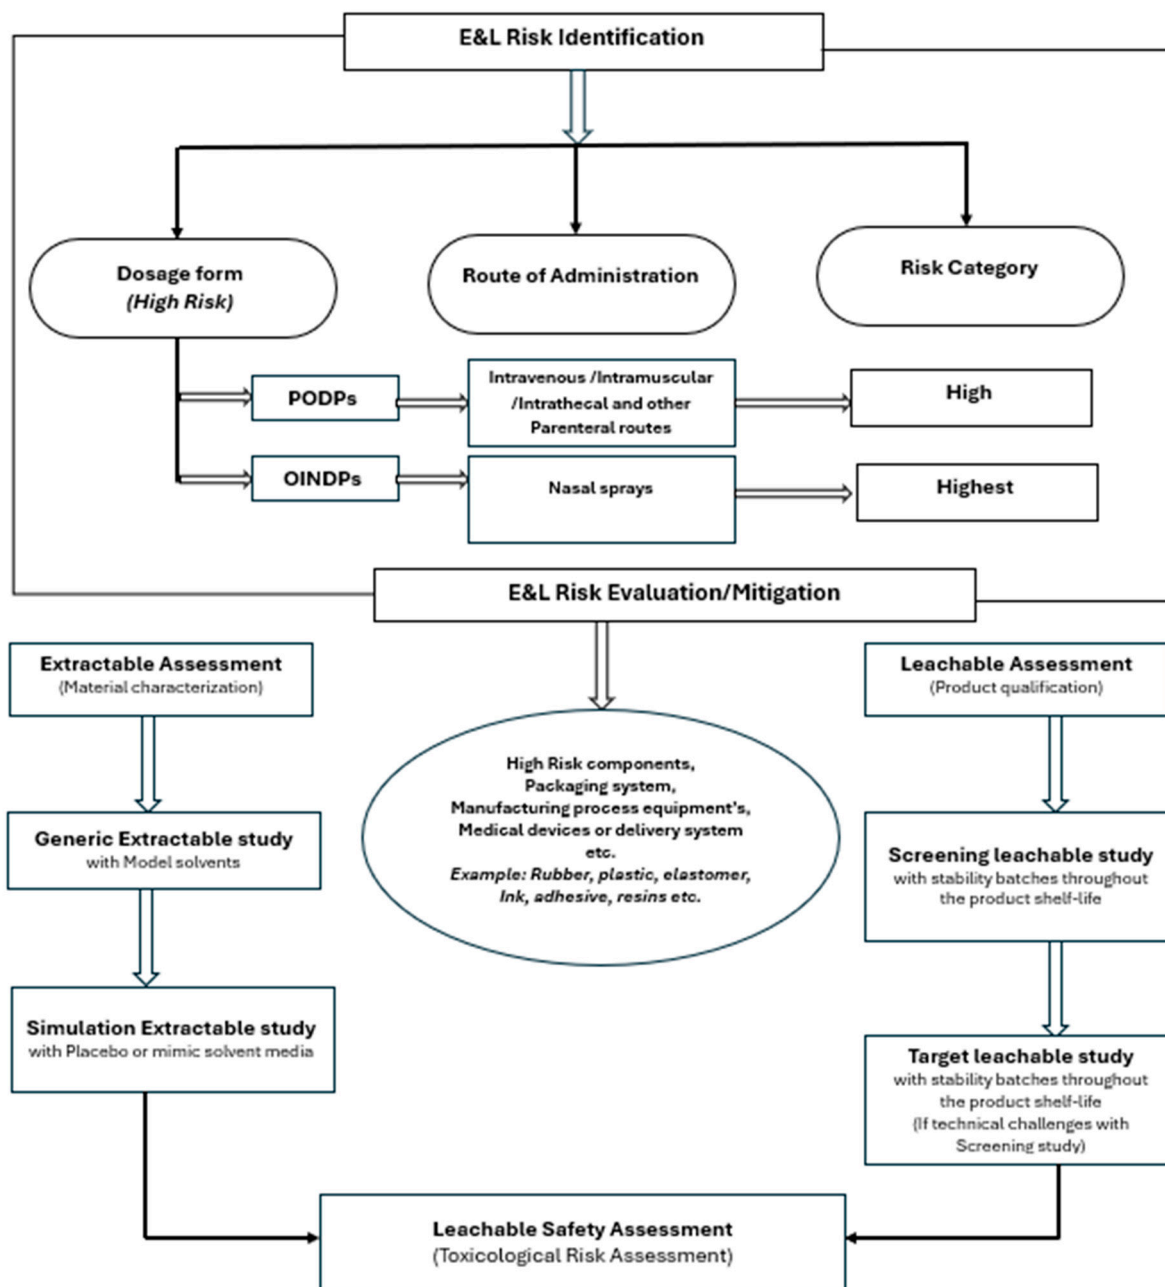 E&L Risk Identification
Dosage form
(High Risk)
Route of Administration
Risk Category
PODPs
Intravenous /Intramuscular
/Intrathecal and other
Parenteral routes
High
OINDPs
Nasal sprays
Highest
E&L Risk Evaluation/Mitigation
Extractable Assessment
(Material characterization)
Generic Extractable study
with Model solvents
Simulation Extractable study
with Placebo or mimic solvent media
High Risk components,
Packaging system,
Manufacturing process equipment's,
Medical devices or delivery system
etc.
Example: Rubber, plastic, elastomer,
Ink, adhesive, resins etc.
Leachable Assessment
(Product qualification)
Screening leachable study
with stability batches throughout
the product shelf-life
Target leachable study
with stability batches throughout
the product shelf-life
(If technical challenges with
Screening study)
Leachable Safety Assessment
(Toxicological Risk Assessment)